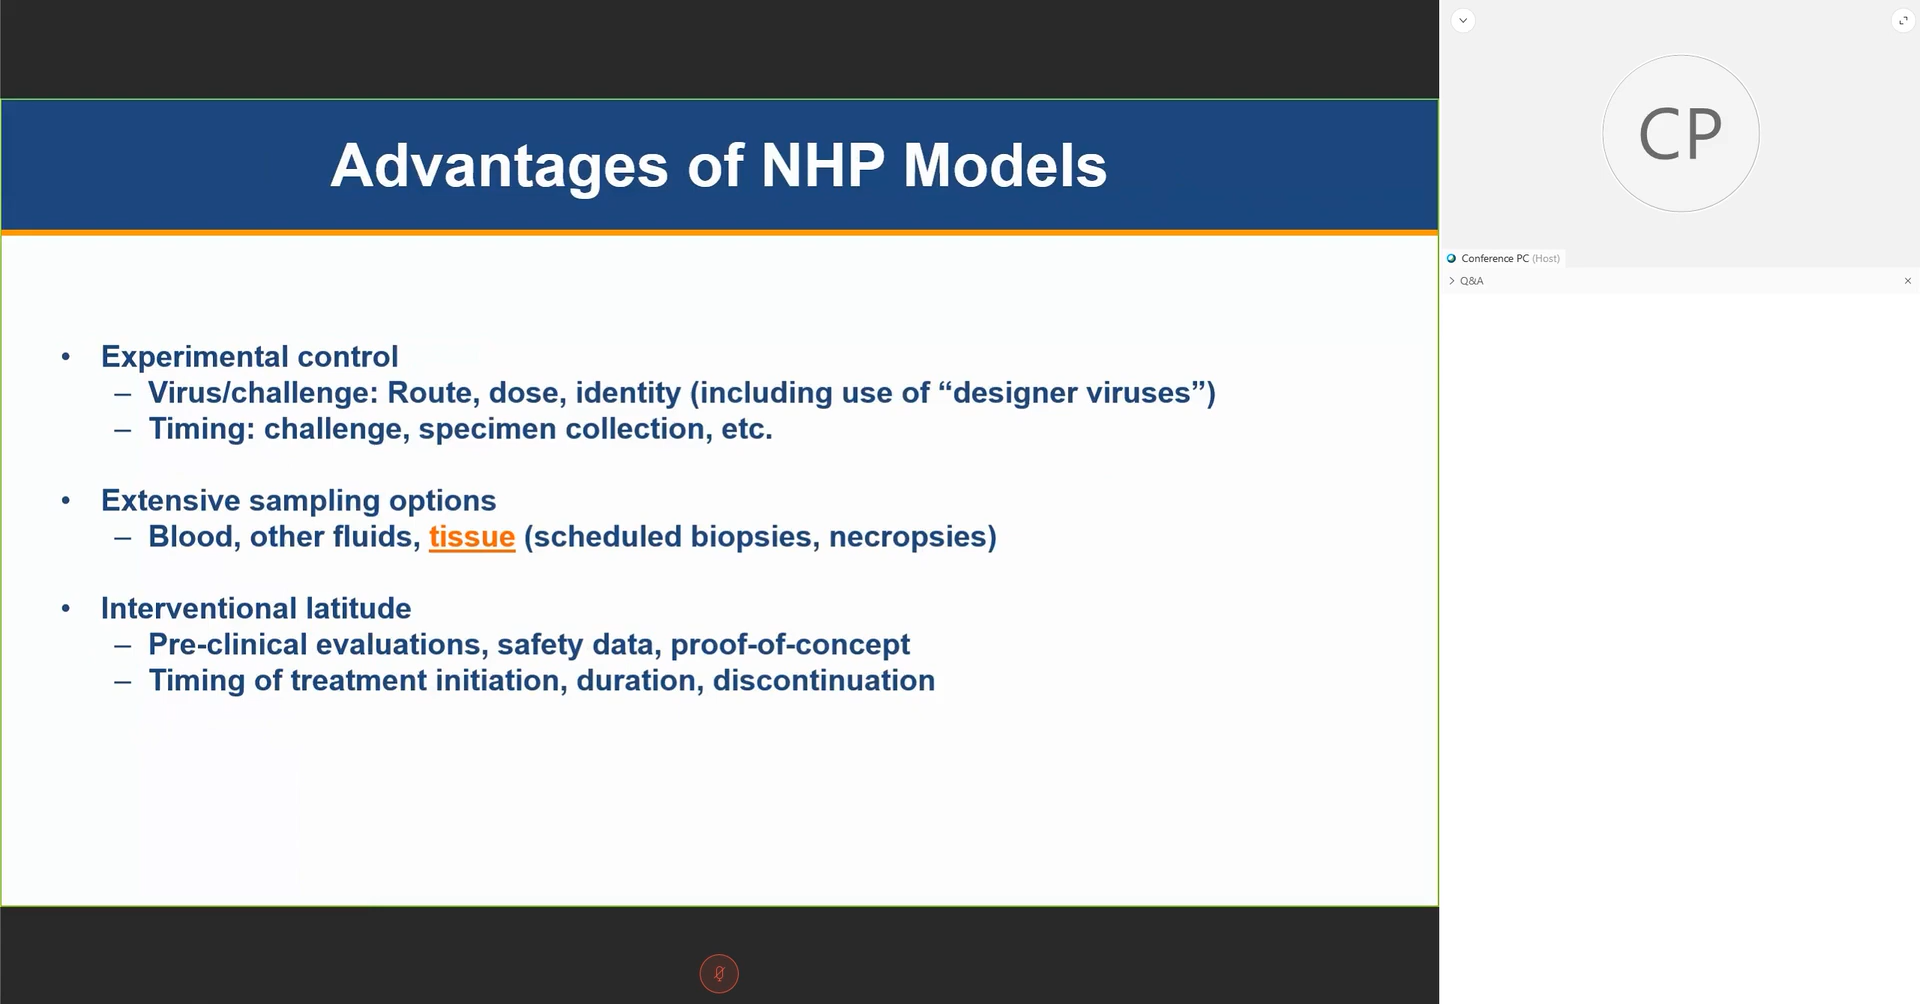 Advantages of NHP Models
• Experimental control
– Virus/challenge: Route, dose, identity (including use of “designer viruses”)
– Timing: challenge, specimen collection, etc.
• Extensive sampling options
– Blood, other fluids, tissue (scheduled biopsies, necropsies)
• Interventional latitude
– Pre-clinical evaluations, safety data, proof-of-concept
– Timing of treatment initiation, duration, discontinuation
CP
Conference PC (Host)
Q&A